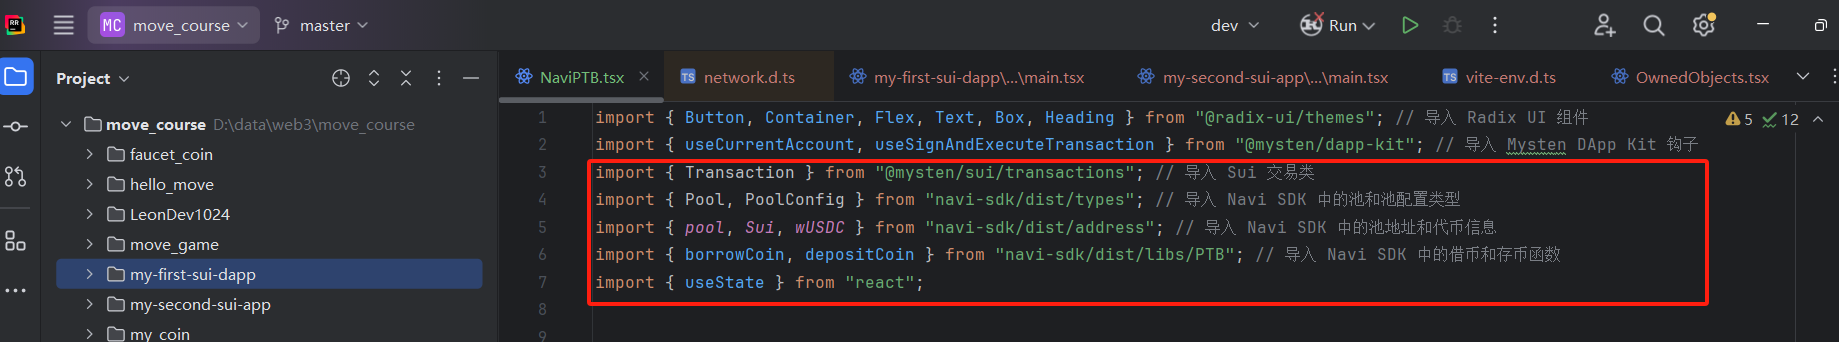 RR
MC move_course
master
dev
Run
Project
NaviPTB.tsx
network.d.ts
my-first-sui-dapp\...\main.tsx
my-second-sui-app\...\main.tsx
vite-env.d.ts
OwnedObjects.tsx
move_course D:\data\web3\move_course
faucet_coin
hello_move
LeonDev1024
move_game
my-first-sui-dapp
my-second-sui-app
my_coin
1 import { Button, Container, Flex, Text, Box, Heading } from "@radix-ui/themes"; // 导入 Radix UI 组件
5 12
2 import { useCurrentAccount, useSignAndExecuteTransaction } from "@mysten/dapp-kit"; // 导入 Mysten DApp Kit 钩子
3 import { Transaction } from "@mysten/sui/transactions"; // 导入 Sui 交易类
4 import { Pool, PoolConfig } from "navi-sdk/dist/types"; // 导入 Navi SDK 中的池和池配置类型
5 import { pool, Sui, wUSDC } from "navi-sdk/dist/address"; // 导入 Navi SDK 中的池地址和代币信息
6 import { borrowCoin, depositCoin } from "navi-sdk/dist/libs/PTB"; // 导入 Navi SDK 中的借币和存币函数
7 import { useState } from "react";
8
9